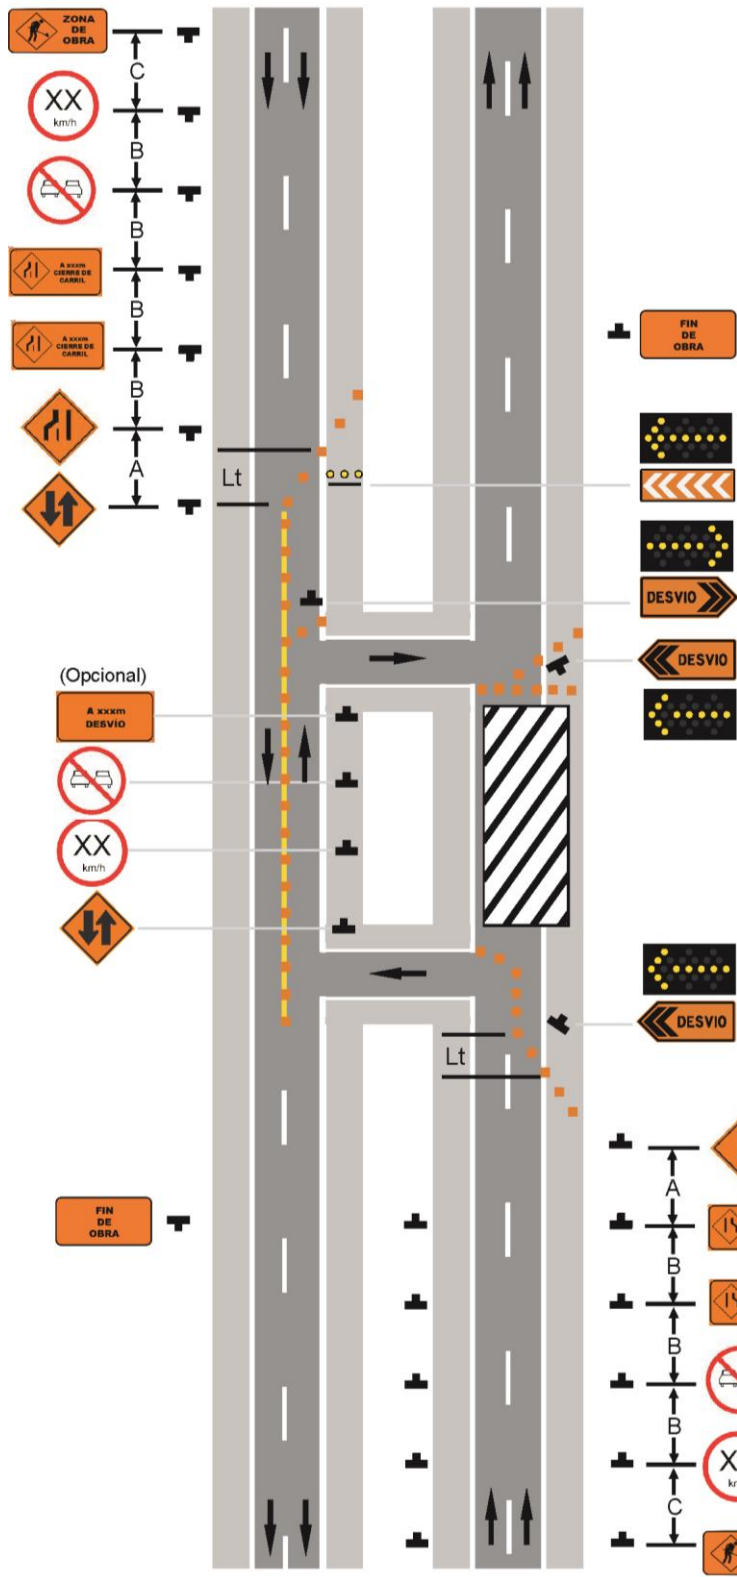 ZONA
DE
OBRA
C
XX
km/h
B
B
A xxxm
CIERRE DE
CARRIL
B
A xxxm
CIERRE DE
CARRIL
B
A
Lt
FIN
DE
OBRA
DESVIO
DESVIO
(Opcional)
A xxxm
DESVÍO
XX
km/h
DESVIO
Lt
A
FIN
DE
OBRA
B
B
B
C
X